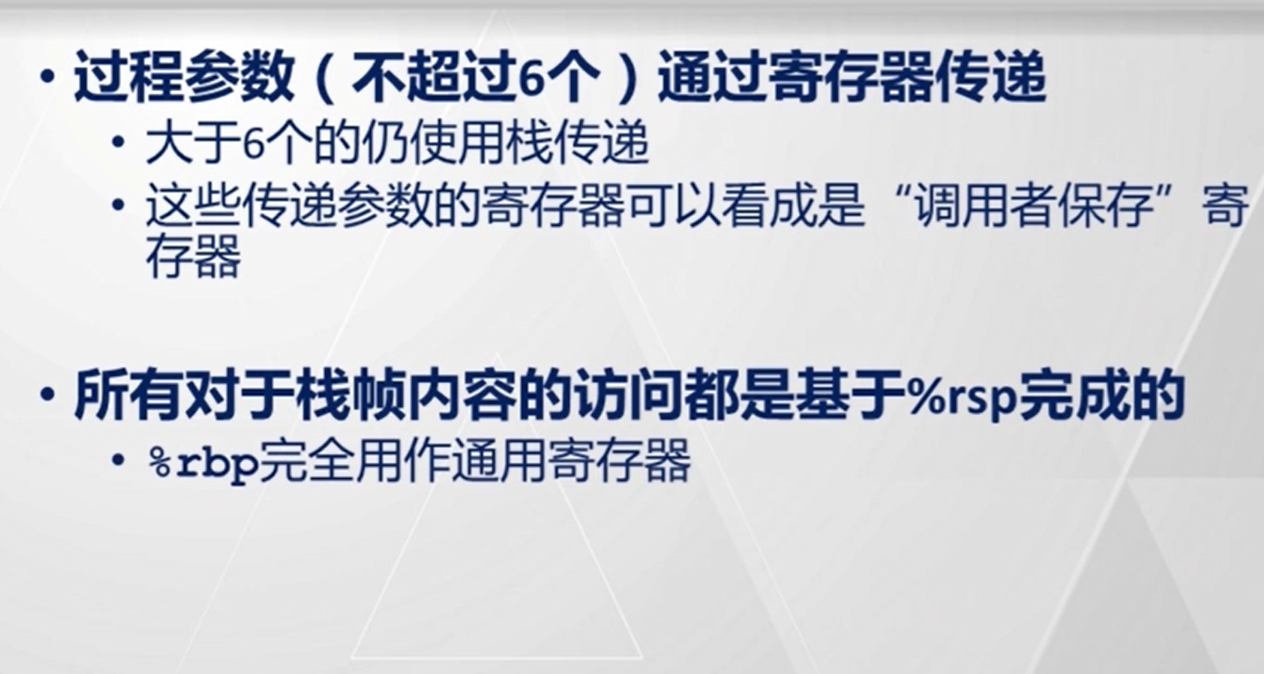 • 过程参数（不超过6个）通过寄存器传递
• 大于6个的仍使用栈传递
• 这些传递参数的寄存器可以看成是“调用者保存”寄
存器
• 所有对于栈帧内容的访问都是基于%rsp完成的
• %rbp完全用作通用寄存器